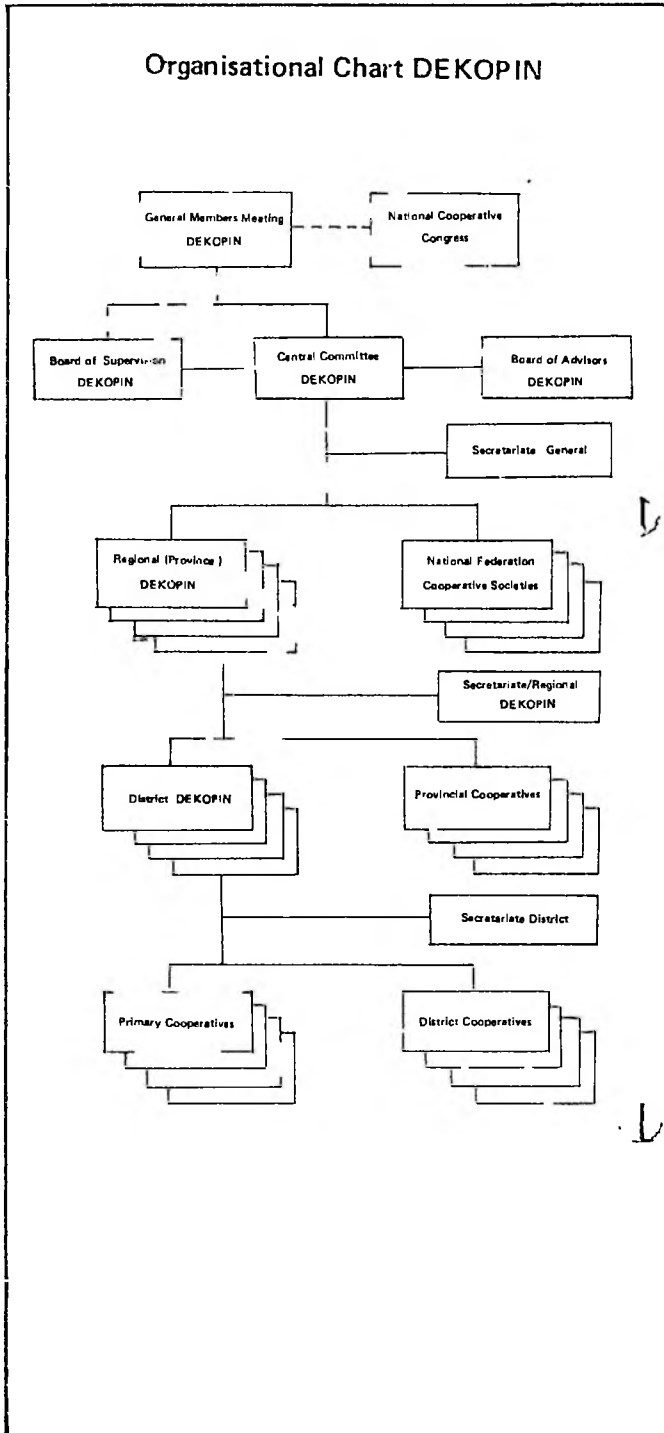 Organisational Chart DEKOPIN
General Members Meeting
DEKOPIN
National Cooperative
Congress
Board of Supervision
DEKOPIN
Central Committee
DEKOPIN
Board of Advisors
DEKOPIN
Secretariate General
Regional (Province)
DEKOPIN
National Federation
Cooperative Societies
Secretariate/Regional
DEKOPIN
District DEKOPIN
Provincial Cooperatives
Secretariate District
Primary Cooperatives
District Cooperatives